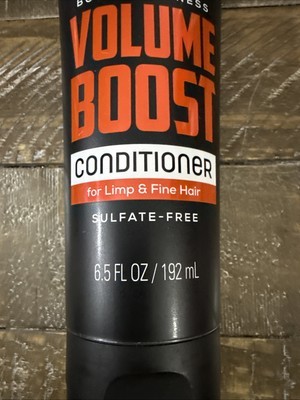 VOLUME
BOOST
CONDITIONER
for Limp & Fine Hair
SULFATE-FREE
6.5 FL OZ / 192 mL